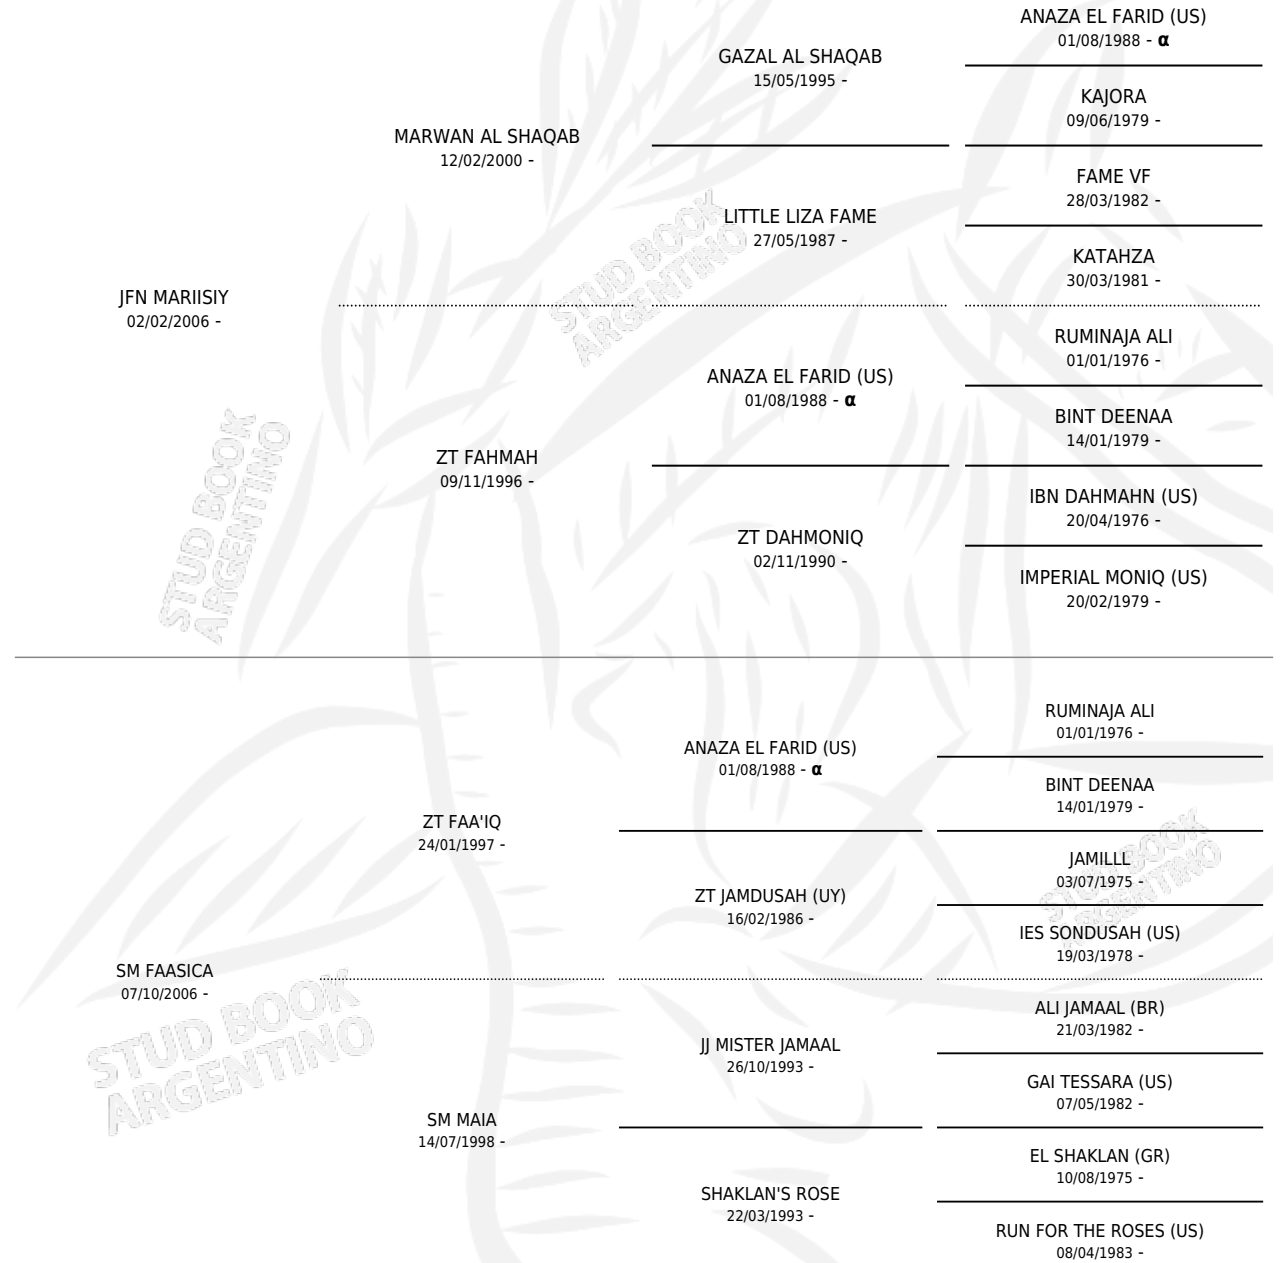 ANAZA EL FARID (US)
01/08/1988 - α
GAZAL AL SHAQAB
15/05/1995 -
KAJORA
09/06/1979 -
MARWAN AL SHAQAB
12/02/2000 -
FAME VF
28/03/1982 -
LITTLE LIZA FAME
27/05/1987 -
KATAHZA
30/03/1981 -
JFN MARIISIY
02/02/2006 -
RUMINAJA ALI
01/01/1976 -
ANAZA EL FARID (US)
01/08/1988 - α
BINT DEENAA
14/01/1979 -
ZT FAHMAH
09/11/1996 -
IBN DAHMAHN (US)
20/04/1976 -
ZT DAHMONIQ
02/11/1990 -
IMPERIAL MONIQ (US)
20/02/1979 -
RUMINAJA ALI
01/01/1976 -
ANAZA EL FARID (US)
01/08/1988 - α
BINT DEENAA
14/01/1979 -
ZT FAA'IQ
24/01/1997 -
JAMILLL
03/07/1975 -
ZT JAMDUSAH (UY)
16/02/1986 -
IES SONDUSAH (US)
19/03/1978 -
SM FAASICA
07/10/2006 -
ALI JAMAAL (BR)
21/03/1982 -
JJ MISTER JAMAAL
26/10/1993 -
GAI TESSARA (US)
07/05/1982 -
SM MAIA
14/07/1998 -
EL SHAKLAN (GR)
10/08/1975 -
SHAKLAN'S ROSE
22/03/1993 -
RUN FOR THE ROSES (US)
08/04/1983 -
STUD BOOK
ARGENTINO
STUD BOOK
ARGENTINO
STUD BOOK
ARGENTINO
STUD BOOK
ARGENTINO